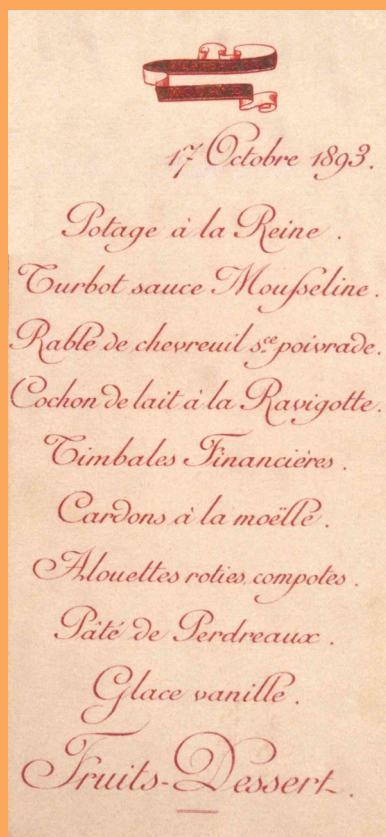 17 Octobre 1893.
Potage à la Reine.
Turbot sauce Mousseline.
Rable de chevreuil sce poivrade.
Cochon de lait à la Ravigotte.
Timbales Financières.
Cardons à la moëlle.
Alouettes roties, compotes.
Pâté de Perdreaux.
Glace vanille.
Fruits-Dessert.